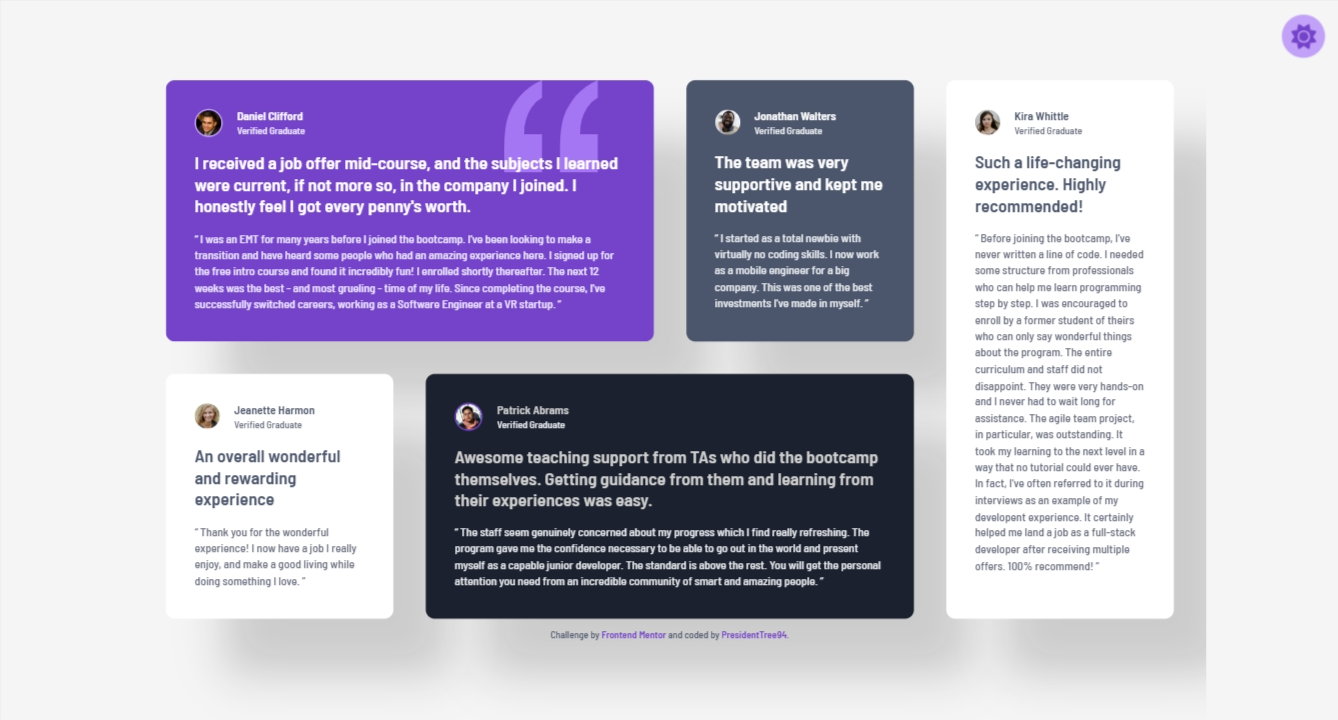 Daniel Clifford
Verified Graduate
I received a job offer mid-course, and the subjects I learned
were current, if not more so, in the company I joined. I
honestly feel I got every penny's worth.
“ I was an EMT for many years before I joined the bootcamp. I've been looking to make a
transition and have heard some people who had an amazing experience here. I signed up for
the free intro course and found it incredibly fun! I enrolled shortly thereafter. The next 12
weeks was the best - and most grueling - time of my life. Since completing the course, I've
successfully switched careers, working as a Software Engineer at a VR startup. ”
Jonathan Walters
Verified Graduate
The team was very
supportive and kept me
motivated
“ I started as a total newbie with
virtually no coding skills. I now work
as a mobile engineer for a big
company. This was one of the best
investments I've made in myself. ”
Kira Whittle
Verified Graduate
Such a life-changing
experience. Highly
recommended!
“ Before joining the bootcamp, I've
never written a line of code. I needed
some structure from professionals
who can help me learn programming
step by step. I was encouraged to
enroll by a former student of theirs
who can only say wonderful things
about the program. The entire
curriculum and staff did not
disappoint. They were very hands-on
and I never had to wait long for
assistance. The agile team project,
in particular, was outstanding. It
took my learning to the next level in a
way that no tutorial could ever have.
In fact, I've often referred to it during
interviews as an example of my
developent experience. It certainly
helped me land a job as a full-stack
developer after receiving multiple
offers. 100% recommend! ”
Jeanette Harmon
Verified Graduate
An overall wonderful
and rewarding
experience
“ Thank you for the wonderful
experience! I now have a job I really
enjoy, and make a good living while
doing something I love. ”
Patrick Abrams
Verified Graduate
Awesome teaching support from TAs who did the bootcamp
themselves. Getting guidance from them and learning from
their experiences was easy.
“ The staff seem genuinely concerned about my progress which I find really refreshing. The
program gave me the confidence necessary to be able to go out in the world and present
myself as a capable junior developer. The standard is above the rest. You will get the personal
attention you need from an incredible community of smart and amazing people. ”
Challenge by Frontend Mentor and coded by PresidentTree94.